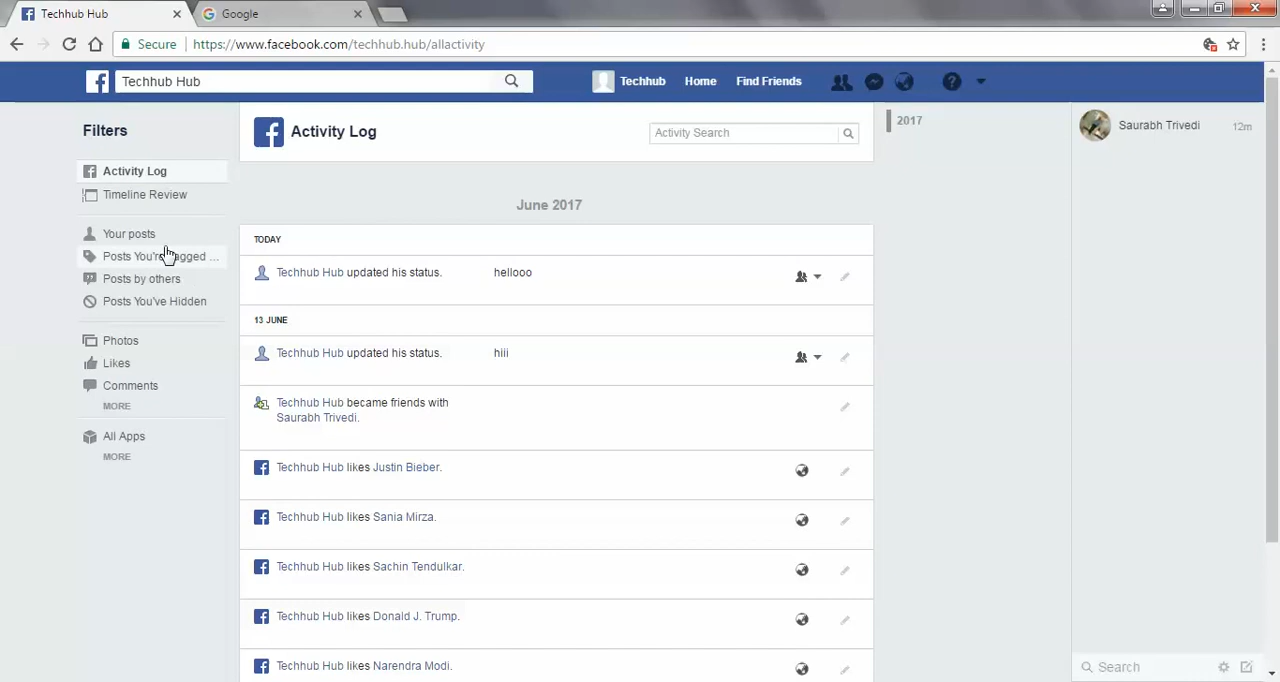 Techhub Hub
Google
Secure
https://www.facebook.com/techhub.hub/allactivity
Techhub Hub
Techhub
Home
Find Friends
Filters
Activity Log
Timeline Review
Your posts
Posts by others
Posts You've Hidden
Photos
Likes
Comments
MORE
All Apps
MORE
Activity Log
Activity Search
June 2017
TODAY
Techhub Hub updated his status. hellooo
13 JUNE
Techhub Hub updated his status. hiii
Techhub Hub became friends with
Saurabh Trivedi.
Techhub Hub likes Justin Bieber.
Techhub Hub likes Sania Mirza.
Techhub Hub likes Sachin Tendulkar.
Techhub Hub likes Donald J. Trump.
Techhub Hub likes Narendra Modi.
2017
Saurabh Trivedi 12m
Search